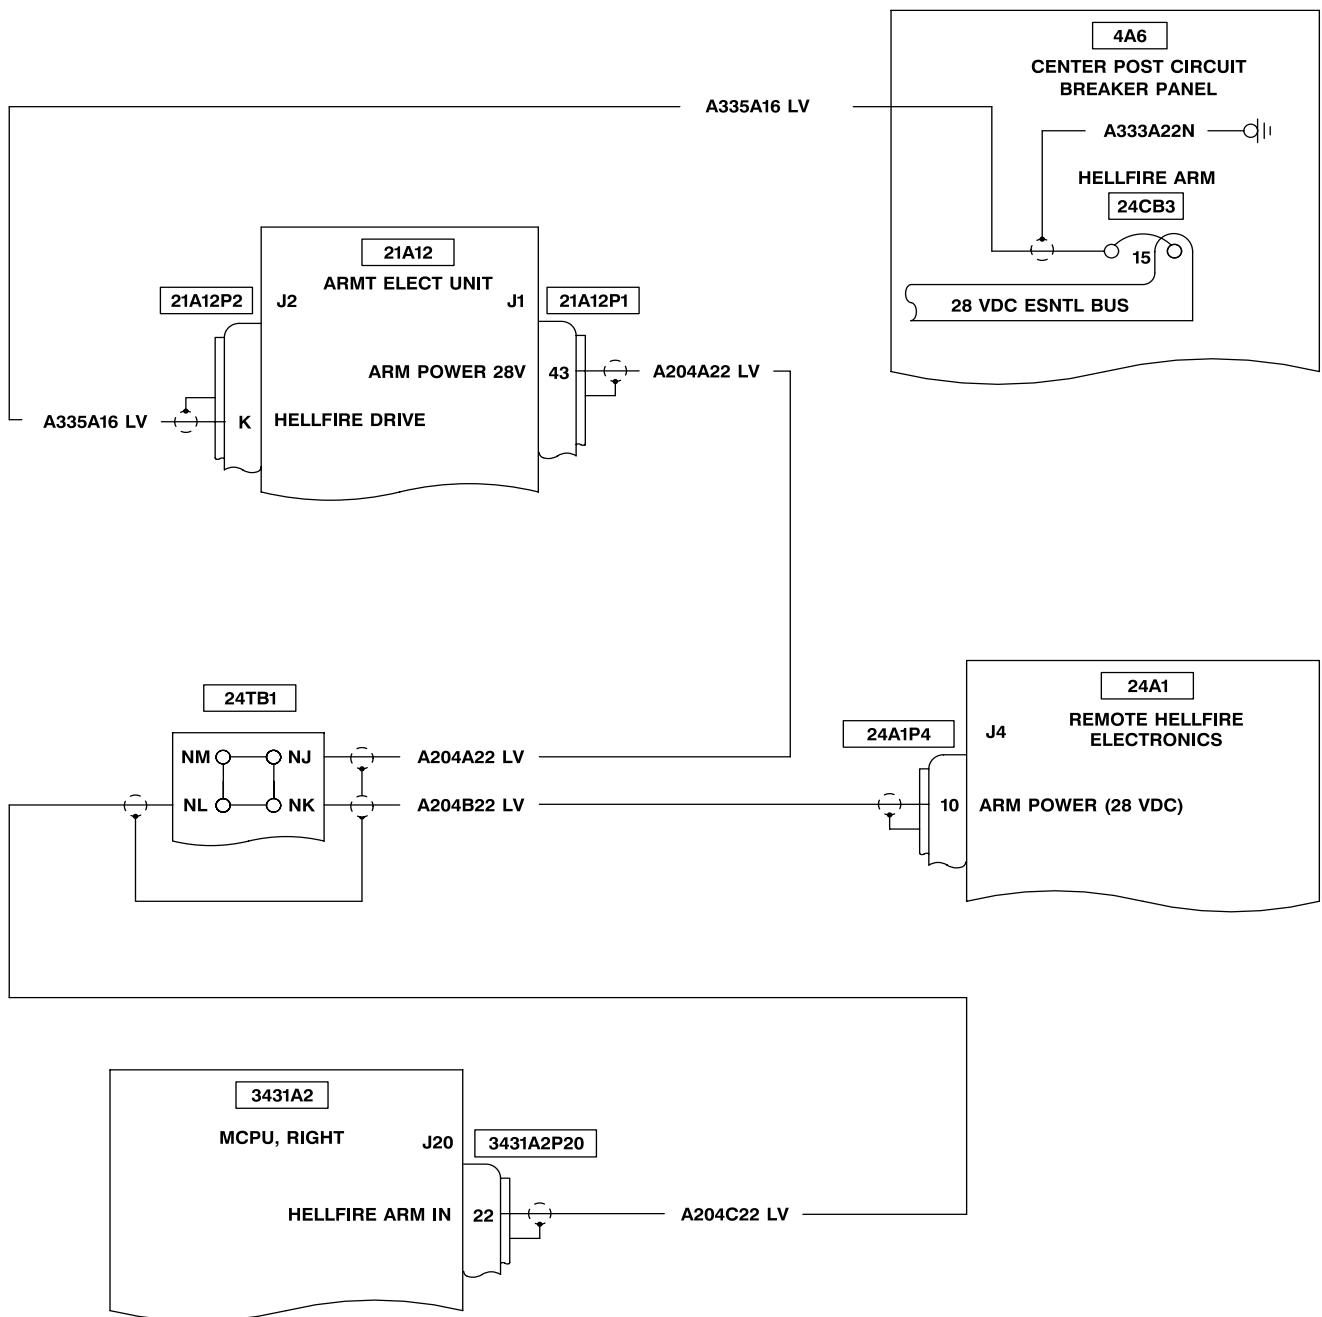 4A6
CENTER POST CIRCUIT
BREAKER PANEL
A335A16 LV
A333A22N
HELLFIRE ARM
24CB3
15
28 VDC ESNTL BUS
21A12
ARMT ELECT UNIT
21A12P2
J2
J1
21A12P1
ARM POWER 28V
43
A204A22 LV
A335A16 LV
K
HELLFIRE DRIVE
24TB1
24A1
REMOTE HELLFIRE
ELECTRONICS
24A1P4
J4
NM
NJ
A204A22 LV
NL
NK
A204B22 LV
10
ARM POWER (28 VDC)
3431A2
MCPU, RIGHT
J20
3431A2P20
HELLFIRE ARM IN
22
A204C22 LV